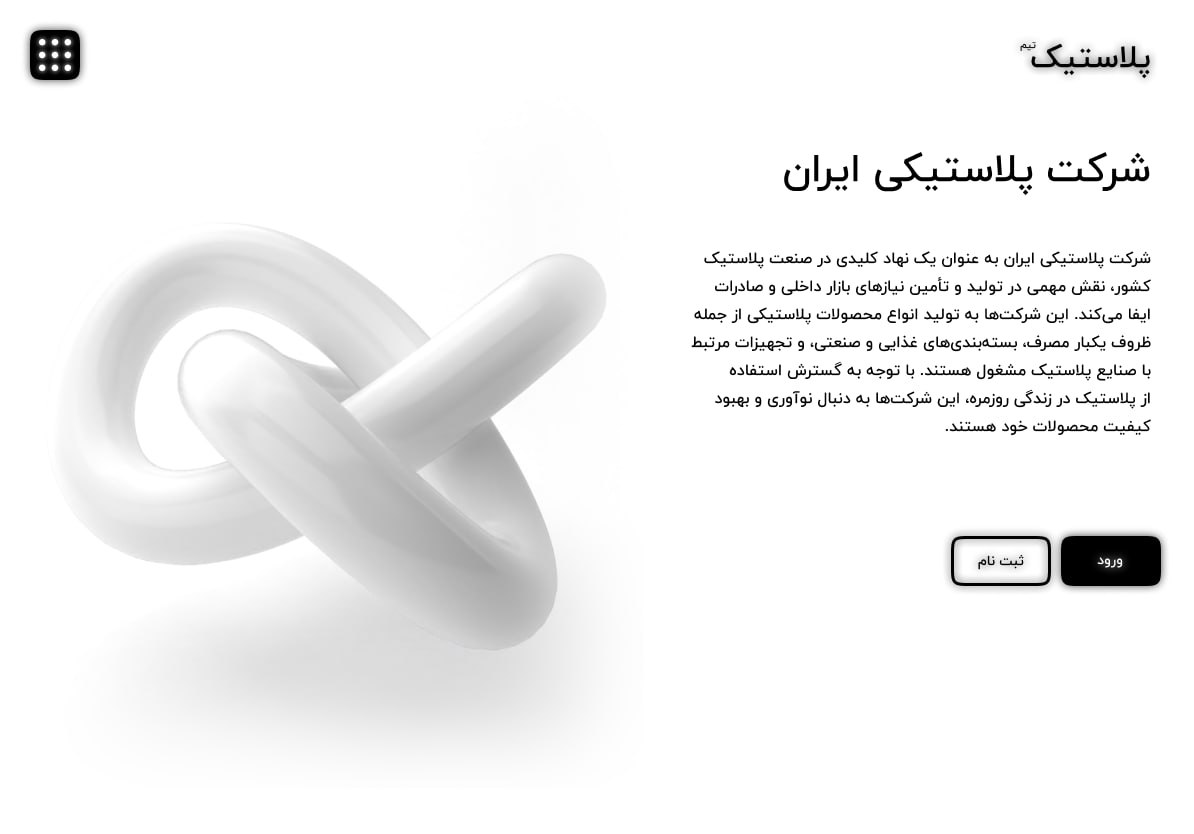 پلاستیک تیم
شرکت پلاستیکی ایران
شرکت پلاستیکی ایران به عنوان یک نهاد کلیدی در صنعت پلاستیک
کشور، نقش مهمی در تولید و تأمین نیازهای بازار داخلی و صادرات
ایفا می‌کند. این شرکت‌ها به تولید انواع محصولات پلاستیکی از جمله
ظروف یکبار مصرف، بسته‌بندی‌های غذایی و صنعتی، و تجهیزات مرتبط
با صنایع پلاستیک مشغول هستند. با توجه به گسترش استفاده
از پلاستیک در زندگی روزمره، این شرکت‌ها به دنبال نوآوری و بهبود
کیفیت محصولات خود هستند.
ورود
ثبت نام